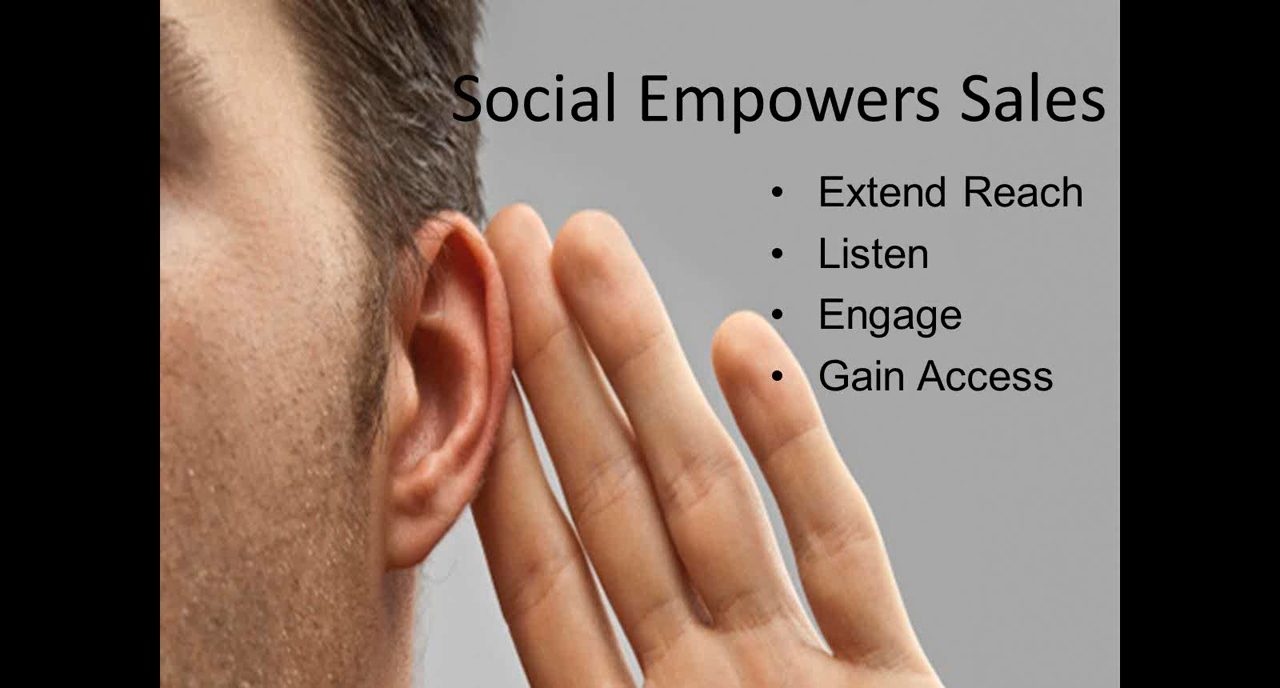 Social Empowers Sales
• Extend Reach
• Listen
• Engage
• Gain Access